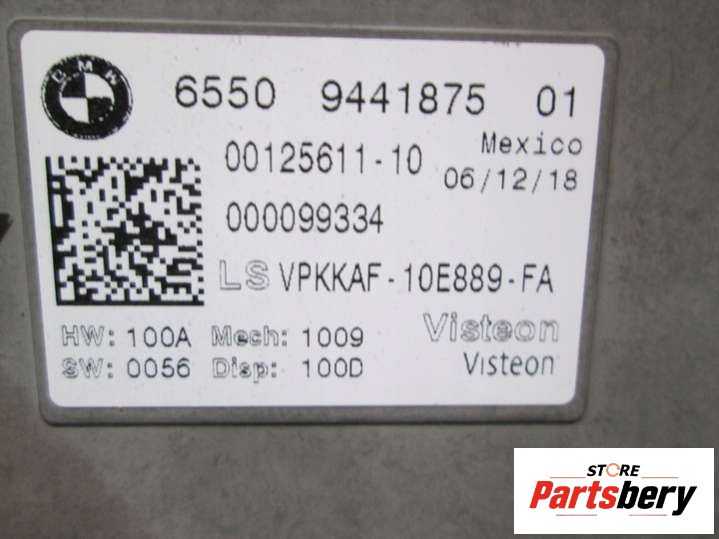 BMW
6550 9441875 01
00125611-10
Mexico
06/12/18
000099334
LS VPKKAF-10E889-FA
HW: 100A Mech: 1009
Visteon
SW: 0056 Disp: 100D
Visteon
STORE
Partsbery